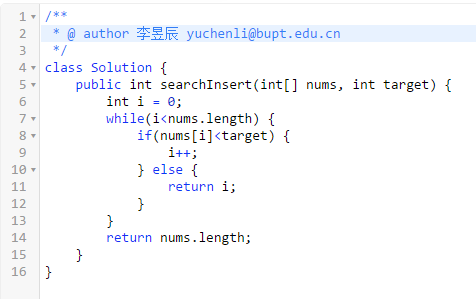 1 /**
2 * @ author 李昱辰 yuchenli@bupt.edu.cn
3 */
4 class Solution {
5 public int searchInsert(int[] nums, int target) {
6 int i = 0;
7 while(i<nums.length) {
8 if(nums[i]<target) {
9 i++;
10 } else {
11 return i;
12 }
13 }
14 return nums.length;
15 }
16 }